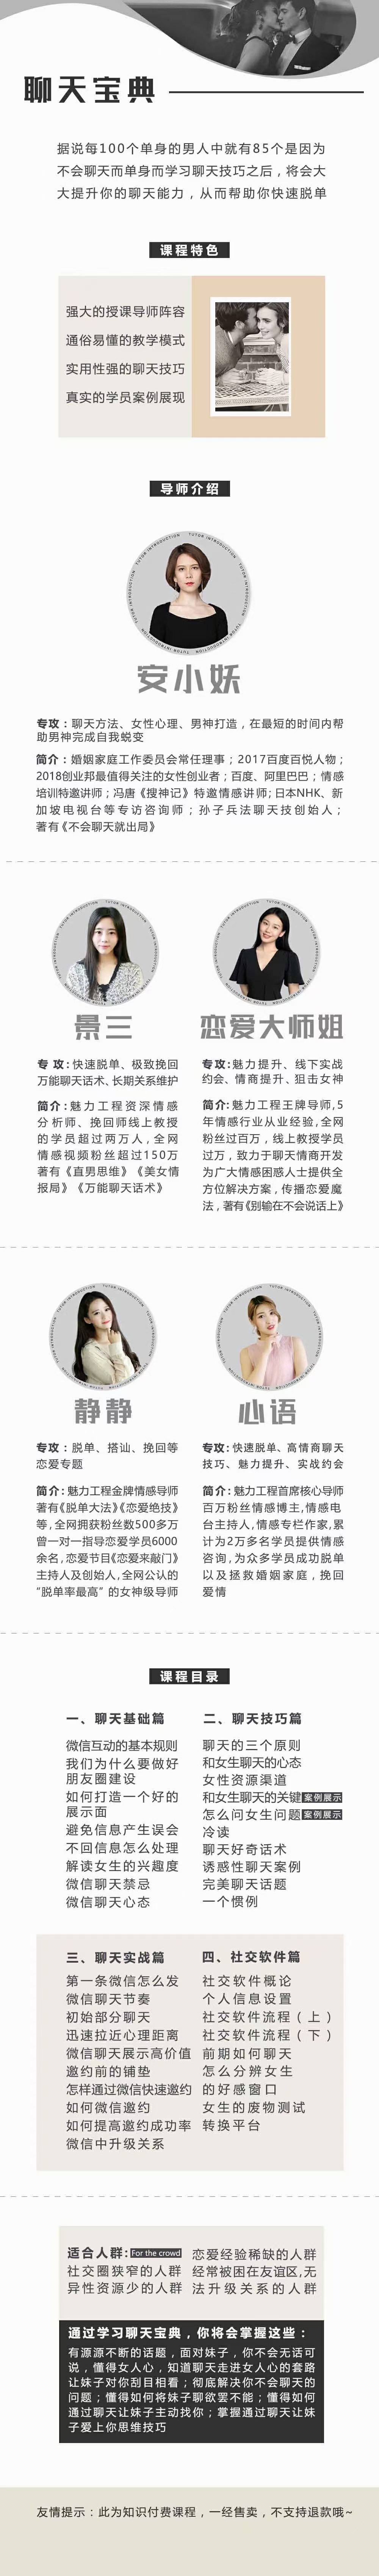 聊天宝典
据说每100个单身的男人中就有85个是因为
不会聊天而单身而学习聊天技巧之后，将会大
大提升你的聊天能力，从而帮助你快速脱单
课程特色
强大的授课导师阵容
通俗易懂的教学模式
实用性强的聊天技巧
真实的学员案例展现
导师介绍
安小妖
专攻：聊天方法、女性心理、男神打造，在最短的时间内帮
助男神完成自我蜕变
简介：婚姻家庭工作委员会常任理事；2017百度百悦人物；
2018创业邦最值得关注的女性创业者；百度、阿里巴巴；情感
培训特邀讲师；冯唐《搜神记》特邀情感讲师；日本NHK、新
加坡电视台等专访咨询师；孙子兵法聊天技创始人；
著有《不会聊天就出局》
景三
专攻：快速脱单、极致挽回
万能聊天话术、长期关系维护
简介：魅力工程资深情感
分析师、挽回师线上教授
的学员超过两万人，全网
情感视频粉丝超过150万
著有《直男思维》《美女情
报局》《万能聊天话术》
恋爱大师姐
专攻：魅力提升、线下实战
约会、情商提升、狙击女神
简介：魅力工程王牌导师，5
年情感行业从业经验，全网
粉丝过百万，线上教授学员
过万，致力于聊天情商开发
为广大情感困惑人士提供全
方位解决方案，传播恋爱魔
法，著有《别输在不会说话上》
静静
专攻：脱单、搭讪、挽回等
恋爱专题
简介：魅力工程金牌情感导师
著有《脱单大法》《恋爱绝技》
等，全网拥获粉丝数500多万
曾一对一指导恋爱学员6000
余名，恋爱节目《恋爱来敲门》
主持人及创始人，全网公认的
“脱单率最高”的女神级导师
心语
专攻：快速脱单、高情商聊天
技巧、魅力提升、实战约会
简介：魅力工程首席核心导师
百万粉丝情感博主，情感电
台主持人，情感专栏作家，累
计为2万多名学员提供情感
咨询，为众多学员成功脱单
以及拯救婚姻家庭，挽回
爱情
课程目录
一、聊天基础篇
微信互动的基本规则
我们为什么要做好
朋友圈建设
如何打造一个好的
展示面
避免信息产生误会
不回信息怎么处理
解读女生的兴趣度
微信聊天禁忌
微信聊天心态
二、聊天技巧篇
聊天的三个原则
和女生聊天的心态
女性资源渠道
和女生聊天的关键 案例展示
怎么问女生问题 案例展示
冷读
聊天好奇话术
诱惑性聊天案例
完美聊天话题
一个惯例
三、聊天实战篇
第一条微信怎么发
微信聊天节奏
初始部分聊天
迅速拉近心理距离
微信聊天展示高价值
邀约前的铺垫
怎样通过微信快速邀约
如何微信邀约
如何提高邀约成功率
微信中升级关系
四、社交软件篇
社交软件概论
个人信息设置
社交软件流程（上）
社交软件流程（下）
前期如何聊天
怎么分辨女生
的好感窗口
女生的废物测试
转换平台
适合人群：For the crowd
社交圈狭窄的人群
异性资源少的人群
恋爱经验稀缺的人群
经常被困在友谊区，无
法升级关系的人群
通过学习聊天宝典，你将会掌握这些：
有源源不断的话题，面对妹子，你不会无话可
说，懂得女人心，知道聊天走进女人心的套路
让妹子对你刮目相看；彻底解决你不会聊天的
问题；懂得如何将妹子聊欲罢不能；懂得如何
通过聊天让妹子主动找你；掌握通过聊天让妹
子爱上你思维技巧
友情提示：此为知识付费课程，一经售卖，不支持退款哦~